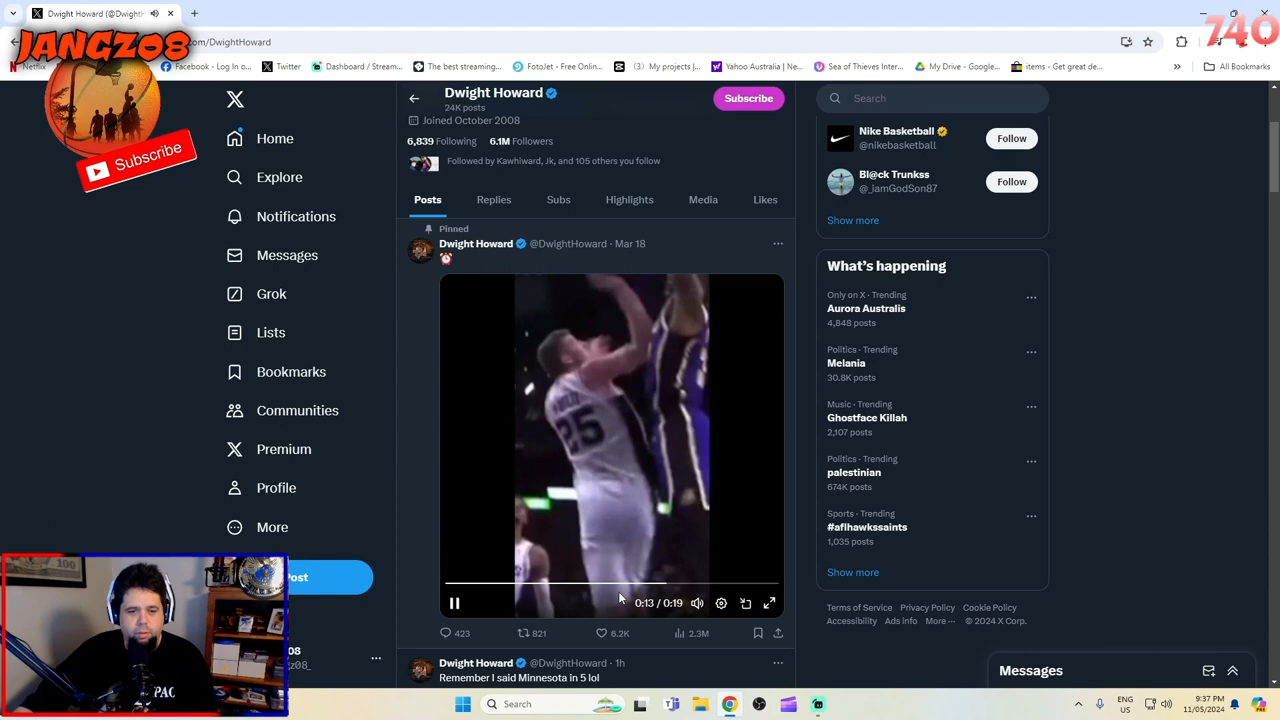 Dwight Howard (@Dwight
740
.com/DwightHoward
JANGZ08
Subscribe
Netflix
Facebook - Log In o...
Twitter
Dashboard / Stream...
The best streaming...
FotoJet - Free Onlin...
(3) My projects |...
Yahoo Australia | Ne...
Sea of Thieves Inter...
My Drive - Google...
items - Get great de...
All Bookmarks
Home
Explore
Notifications
Messages
Grok
Lists
Bookmarks
Communities
Premium
Profile
More
Post
08
z08_
Dwight Howard
24K posts
Subscribe
Joined October 2008
6,839 Following 6.1M Followers
Followed by Kawhiward, Jk, and 105 others you follow
Posts Replies Subs Highlights Media Likes
Pinned
Dwight Howard @DwightHoward · Mar 18
25
0:13 / 0:19
423 821 6.2K 2.3M
Dwight Howard @DwightHoward · 1h
Remember I said Minnesota in 5 lol
Search
Nike Basketball
@nikebasketball
Follow
Bl@ck Trunkss
@_iamGodSon87
Follow
Show more
What's happening
Only on X · Trending
Aurora Australis
4,848 posts
Politics · Trending
Melania
30.8K posts
Music · Trending
Ghostface Killah
2,107 posts
Politics · Trending
palestinian
674K posts
Sports · Trending
#aflhawkssaints
1,035 posts
Show more
Terms of Service Privacy Policy Cookie Policy
Accessibility Ads info More ··· © 2024 X Corp.
Messages
100
PAC
Search
ENG
US
9:37 PM
11/05/2024